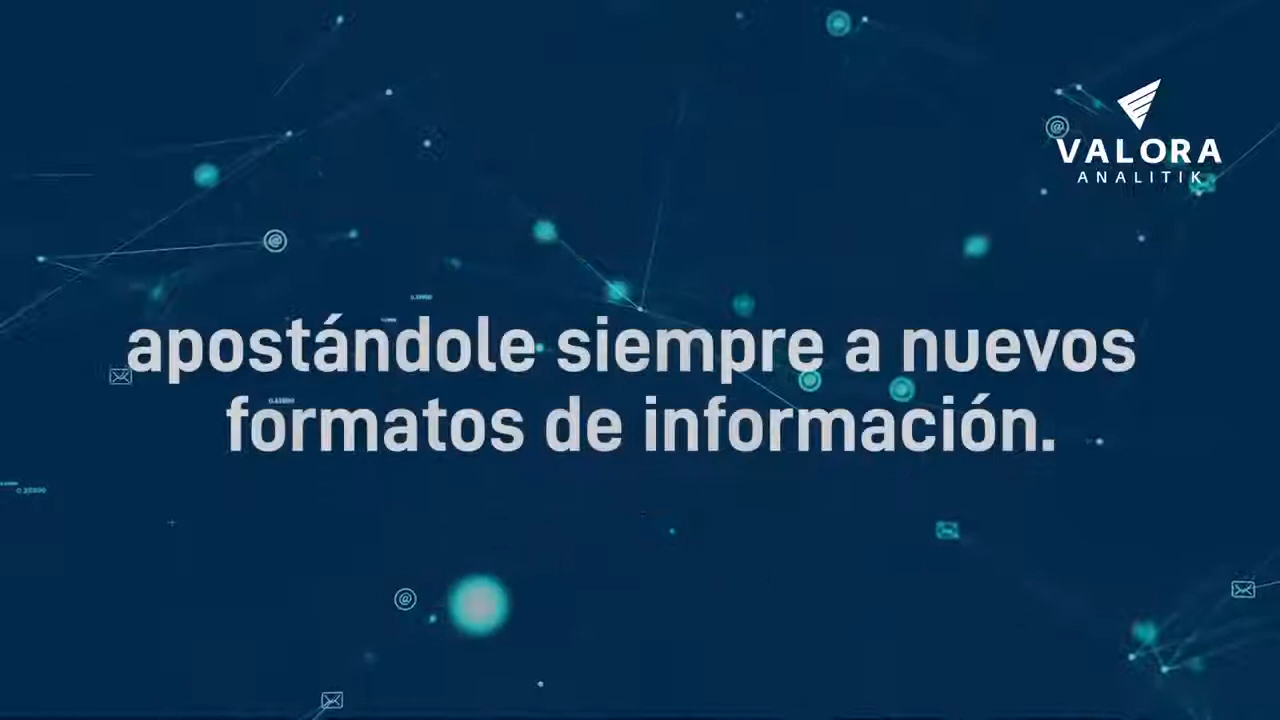 VALORA
ANALITIK
apostándole siempre a nuevos
formatos de información.